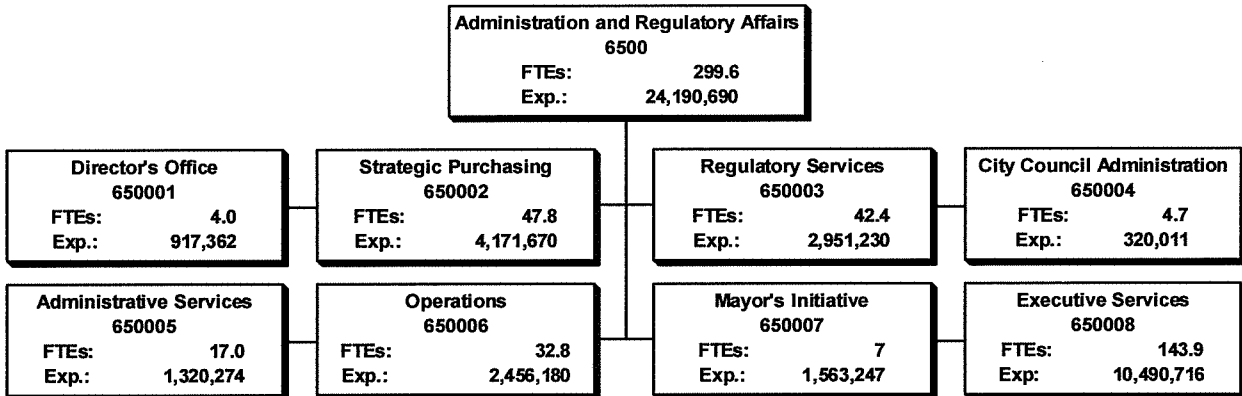 Administration and Regulatory Affairs
6500
FTEs: 299.6
Exp.: 24,190,690
Director's Office
650001
FTEs: 4.0
Exp.: 917,362
Strategic Purchasing
650002
FTEs: 47.8
Exp.: 4,171,670
Regulatory Services
650003
FTEs: 42.4
Exp.: 2,951,230
City Council Administration
650004
FTEs: 4.7
Exp.: 320,011
Administrative Services
650005
FTEs: 17.0
Exp.: 1,320,274
Operations
650006
FTEs: 32.8
Exp.: 2,456,180
Mayor's Initiative
650007
FTEs: 7
Exp.: 1,563,247
Executive Services
650008
FTEs: 143.9
Exp: 10,490,716